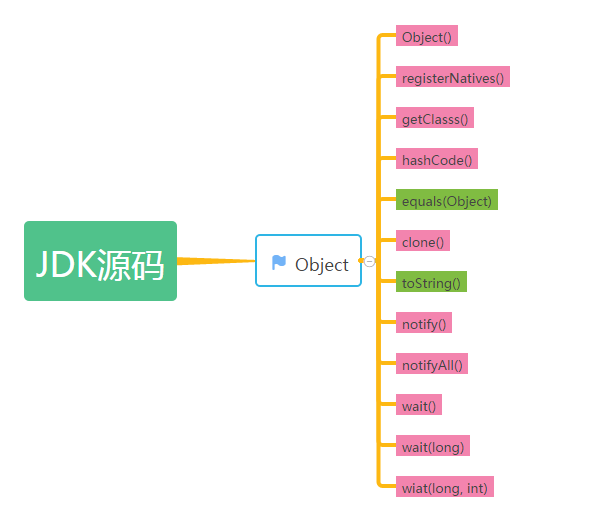 JDK源码
Object
Object()
registerNatives()
getClasss()
hashCode()
equals(Object)
clone()
toString()
notify()
notifyAll()
wait()
wait(long)
wiat(long, int)